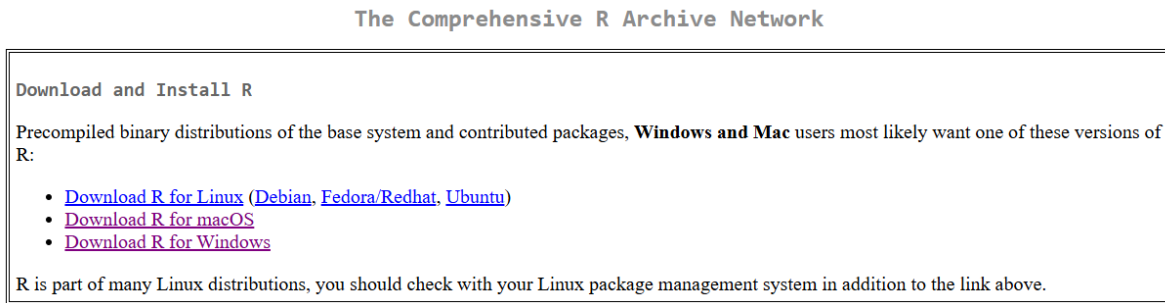 The Comprehensive R Archive Network
Download and Install R
Precompiled binary distributions of the base system and contributed packages, Windows and Mac users most likely want one of these versions of
R:
• Download R for Linux (Debian, Fedora/Redhat, Ubuntu)
• Download R for macOS
• Download R for Windows
R is part of many Linux distributions, you should check with your Linux package management system in addition to the link above.